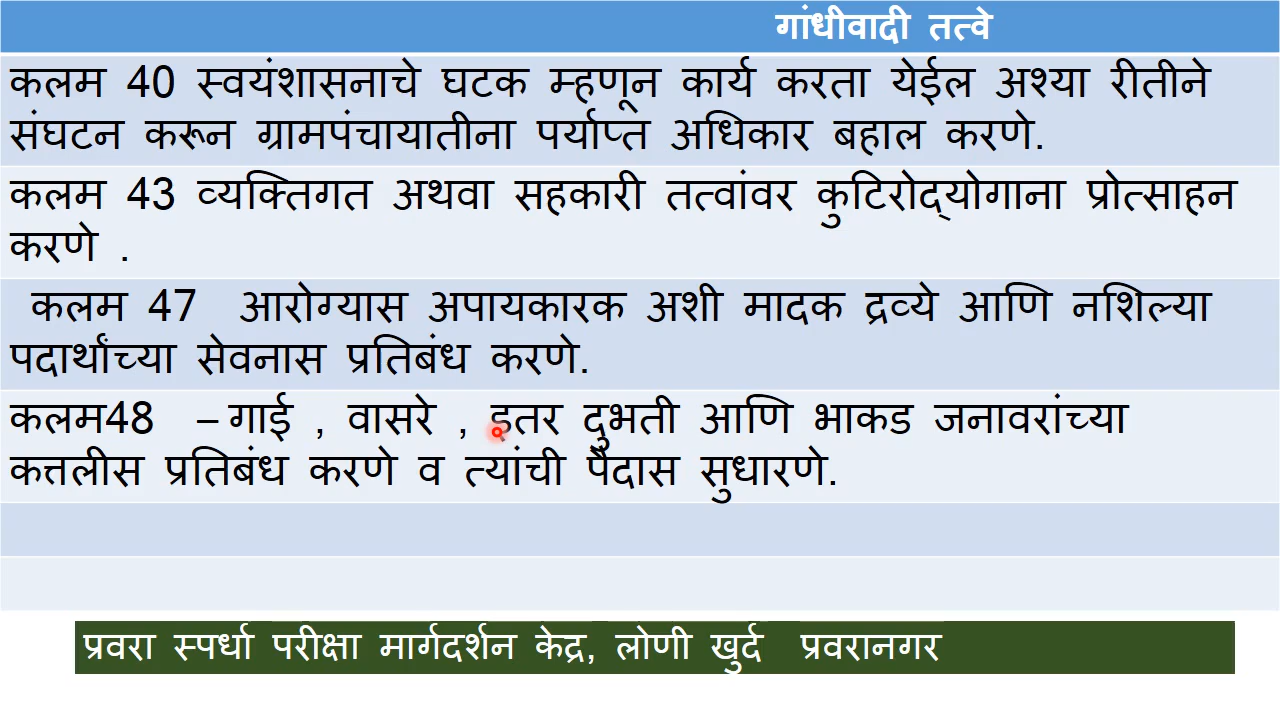 गांधीवादी तत्वे
कलम 40 स्वयंशासनाचे घटक म्हणून कार्य करता येईल अश्या रीतीने
संघटन करून ग्रामपंचायातीना पर्याप्त अधिकार बहाल करणे.
कलम 43 व्यक्तिगत अथवा सहकारी तत्वांवर कुटिरोद्‌योगाना प्रोत्साहन
करणे .
कलम 47 आरोग्यास अपायकारक अशी मादक द्रव्ये आणि नशिल्या
पदार्थांच्या सेवनास प्रतिबंध करणे.
कलम48 – गाई , वासरे , इतर दुभती आणि भाकड जनावरांच्या
कत्तलीस प्रतिबंध करणे व त्यांची पैदास सुधारणे.
प्रवरा स्पर्धा परीक्षा मार्गदर्शन केद्र, लोणी खुर्द प्रवरानगर